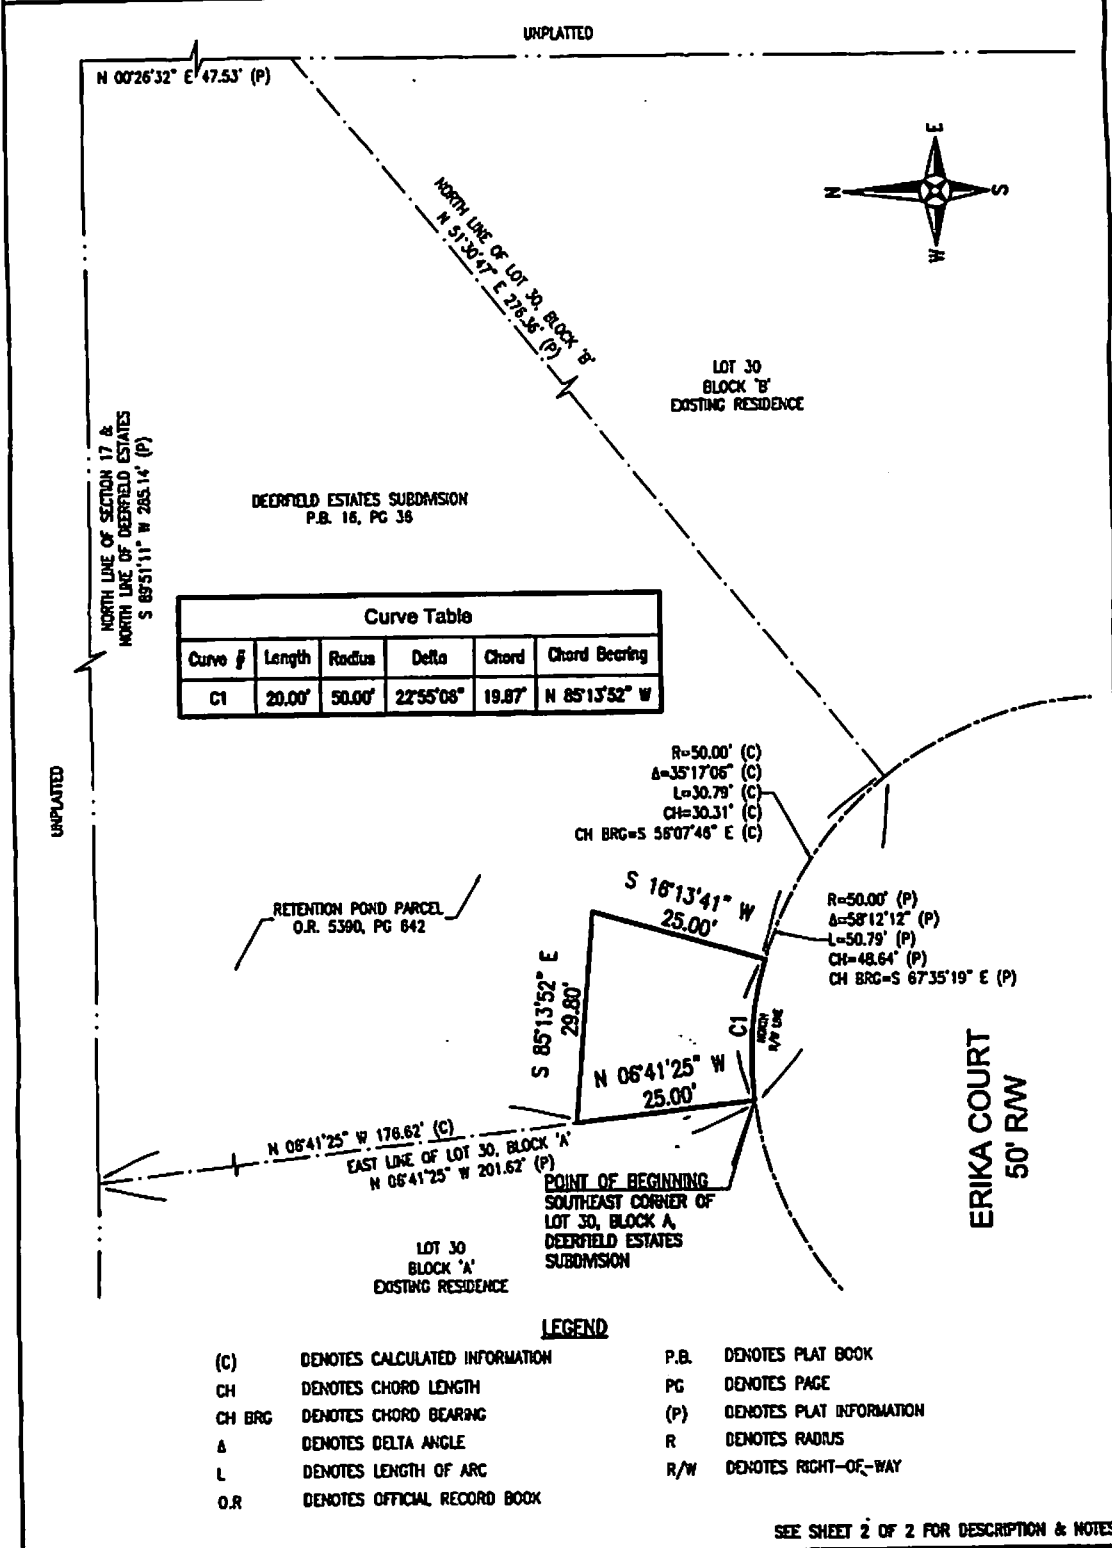 UNPLATTED
N 00°26'32" E 47.53' (P)
E
N
S
W
NORTH LINE OF LOT 30, BLOCK 'B'
N 51°30'47" E 276.36' (P)
LOT 30
BLOCK 'B'
EXISTING RESIDENCE
NORTH LINE OF SECTION 17 &
NORTH LINE OF DEERFIELD ESTATES
S 89°51'11" W 285.14' (P)
DEERFIELD ESTATES SUBDIVISION
P.B. 16, PG 36
Curve Table
Curve # Length Radius Delta Chord Chord Bearing
C1 20.00' 50.00' 22°55'08" 19.87' N 85°13'52" W
UNPLATTED
R=50.00' (C)
Δ=35°17'06" (C)
L=30.79' (C)
CH=30.31' (C)
CH BRG=S 56°07'46" E (C)
RETENTION POND PARCEL
O.R. 5390, PG 642
S 16°13'41" W
25.00'
R=50.00' (P)
Δ=58°12'12" (P)
L=50.79' (P)
CH=48.64' (P)
CH BRG=S 67°35'19" E (P)
S 85°13'52" E
29.80'
C1
NORTH
R/W LINE
N 06°41'25" W
25.00'
ERIKA COURT
50' R/W
N 06°41'25" W 176.62' (C)
EAST LINE OF LOT 30, BLOCK 'A'
N 06°41'25" W 201.62' (P)
POINT OF BEGINNING
SOUTHEAST CORNER OF
LOT 30, BLOCK A,
DEERFIELD ESTATES
SUBDIVISION
LOT 30
BLOCK 'A'
EXISTING RESIDENCE
LEGEND
(C) DENOTES CALCULATED INFORMATION
CH DENOTES CHORD LENGTH
CH BRG DENOTES CHORD BEARING
Δ DENOTES DELTA ANGLE
L DENOTES LENGTH OF ARC
O.R DENOTES OFFICIAL RECORD BOOK
P.B. DENOTES PLAT BOOK
PG DENOTES PAGE
(P) DENOTES PLAT INFORMATION
R DENOTES RADIUS
R/W DENOTES RIGHT-OF-WAY
SEE SHEET 2 OF 2 FOR DESCRIPTION & NOTES